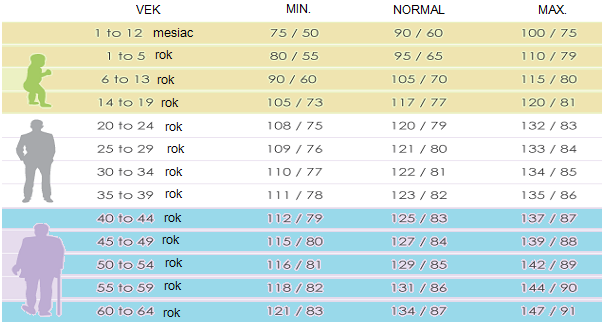 VEK MIN. NORMAL MAX.
1 to 12 mesiac 75 / 50 90 / 60 100 / 75
1 to 5 rok 80 / 55 95 / 65 110 / 79
6 to 13 rok 90 / 60 105 / 70 115 / 80
14 to 19 rok 105 / 73 117 / 77 120 / 81
20 to 24 rok 108 / 75 120 / 79 132 / 83
25 to 29 rok 109 / 76 121 / 80 133 / 84
30 to 34 rok 110 / 77 122 / 81 134 / 85
35 to 39 rok 111 / 78 123 / 82 135 / 86
40 to 44 rok 112 / 79 125 / 83 137 / 87
45 to 49 rok 115 / 80 127 / 84 139 / 88
50 to 54 rok 116 / 81 129 / 85 142 / 89
55 to 59 rok 118 / 82 131 / 86 144 / 90
60 to 64 rok 121 / 83 134 / 87 147 / 91